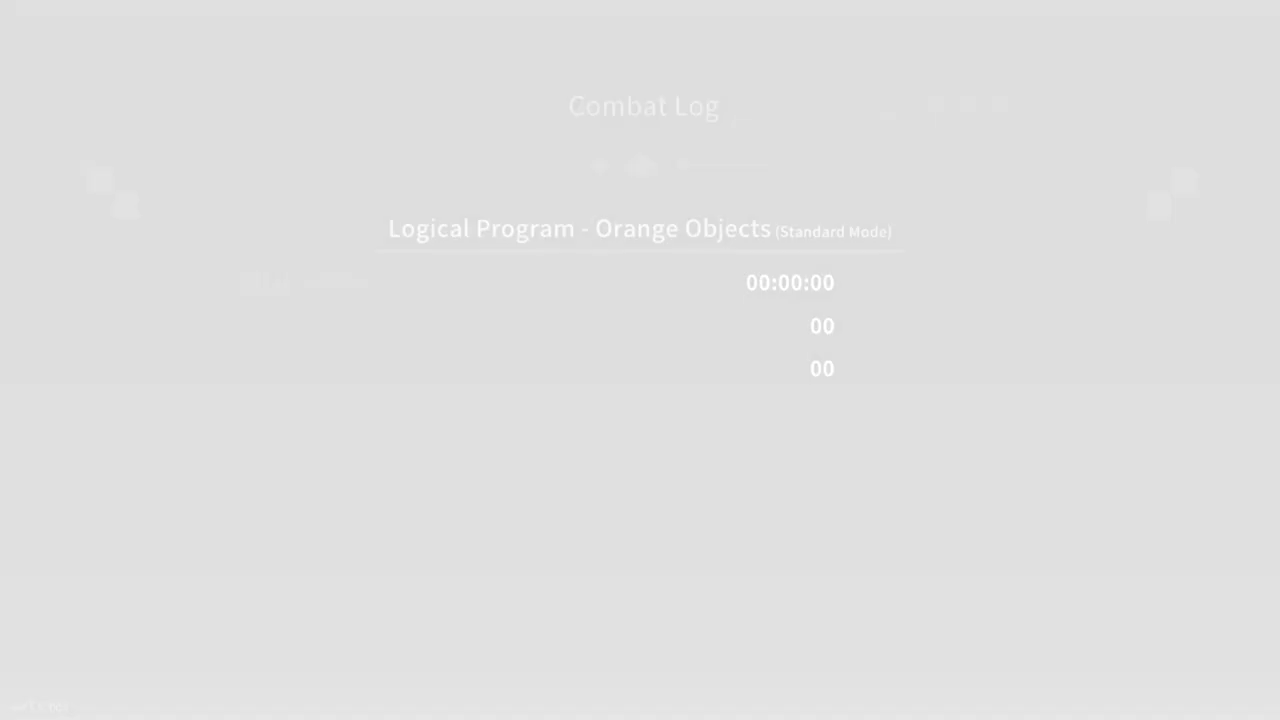 Combat Log
Logical Program - Orange Objects (Standard Mode)
00:00:00
00
00